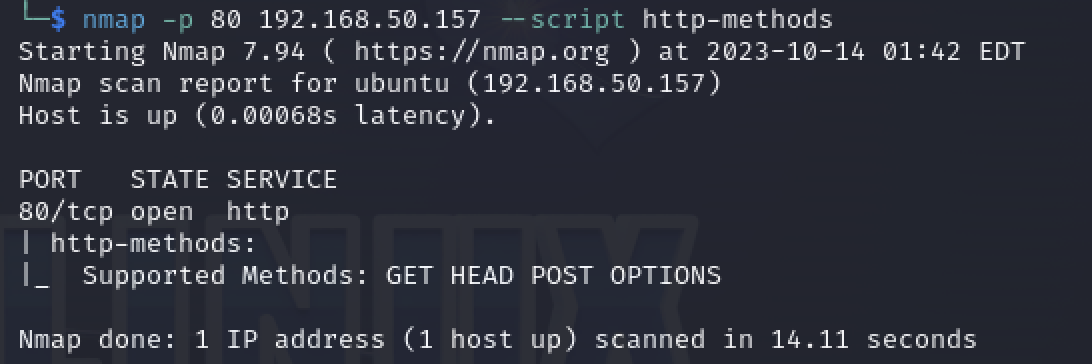 └─$ nmap -p 80 192.168.50.157 --script http-methods
Starting Nmap 7.94 ( https://nmap.org ) at 2023-10-14 01:42 EDT
Nmap scan report for ubuntu (192.168.50.157)
Host is up (0.00068s latency).

PORT   STATE SERVICE
80/tcp open  http
| http-methods:
|_  Supported Methods: GET HEAD POST OPTIONS

Nmap done: 1 IP address (1 host up) scanned in 14.11 seconds